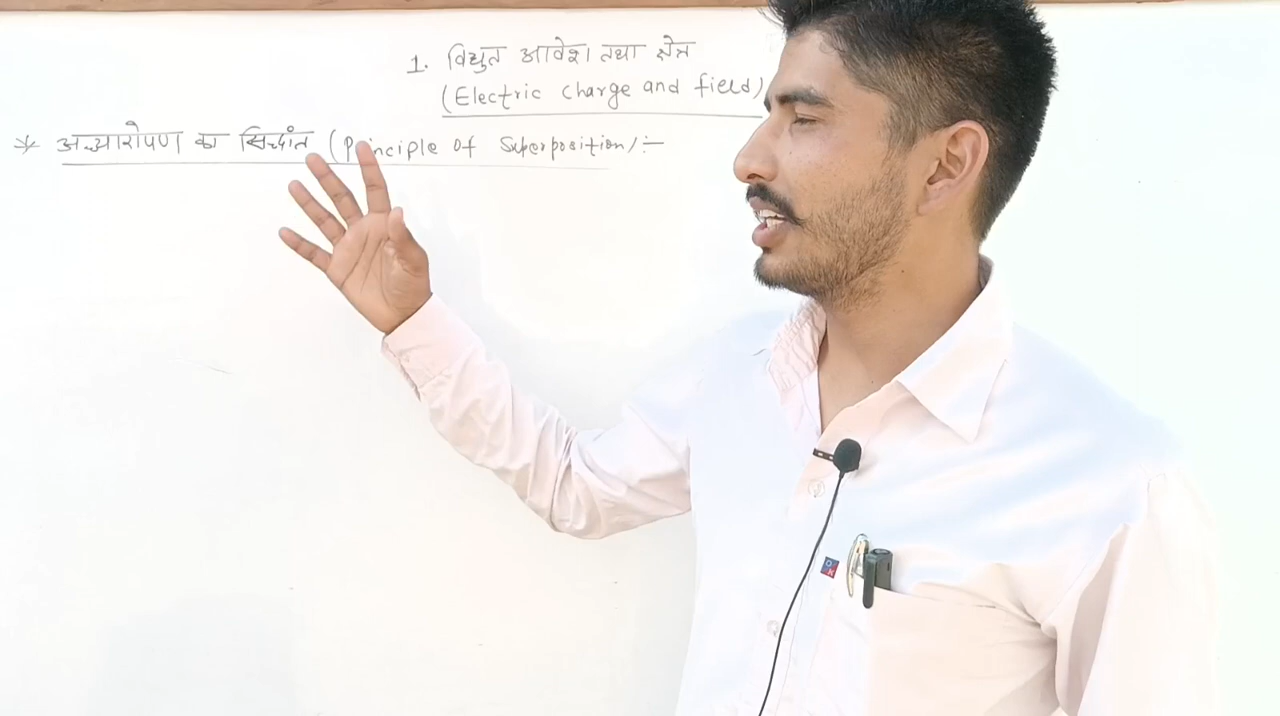 1. विद्युत आवेश तथा क्षेत्र
(Electric charge and field)
* अध्यारोपण का सिद्धांत (Principle of Superposition) :-